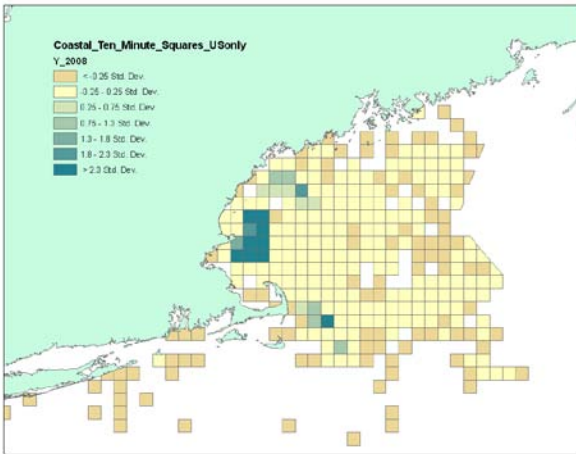 Coastal_Ten_Minute_Squares_USonly
Y_2008
< -0.25 Std. Dev.
-0.25 - 0.25 Std. Dev.
0.25 - 0.75 Std. Dev.
0.75 - 1.3 Std. Dev.
1.3 - 1.8 Std. Dev.
1.8 - 2.3 Std. Dev.
> 2.3 Std. Dev.